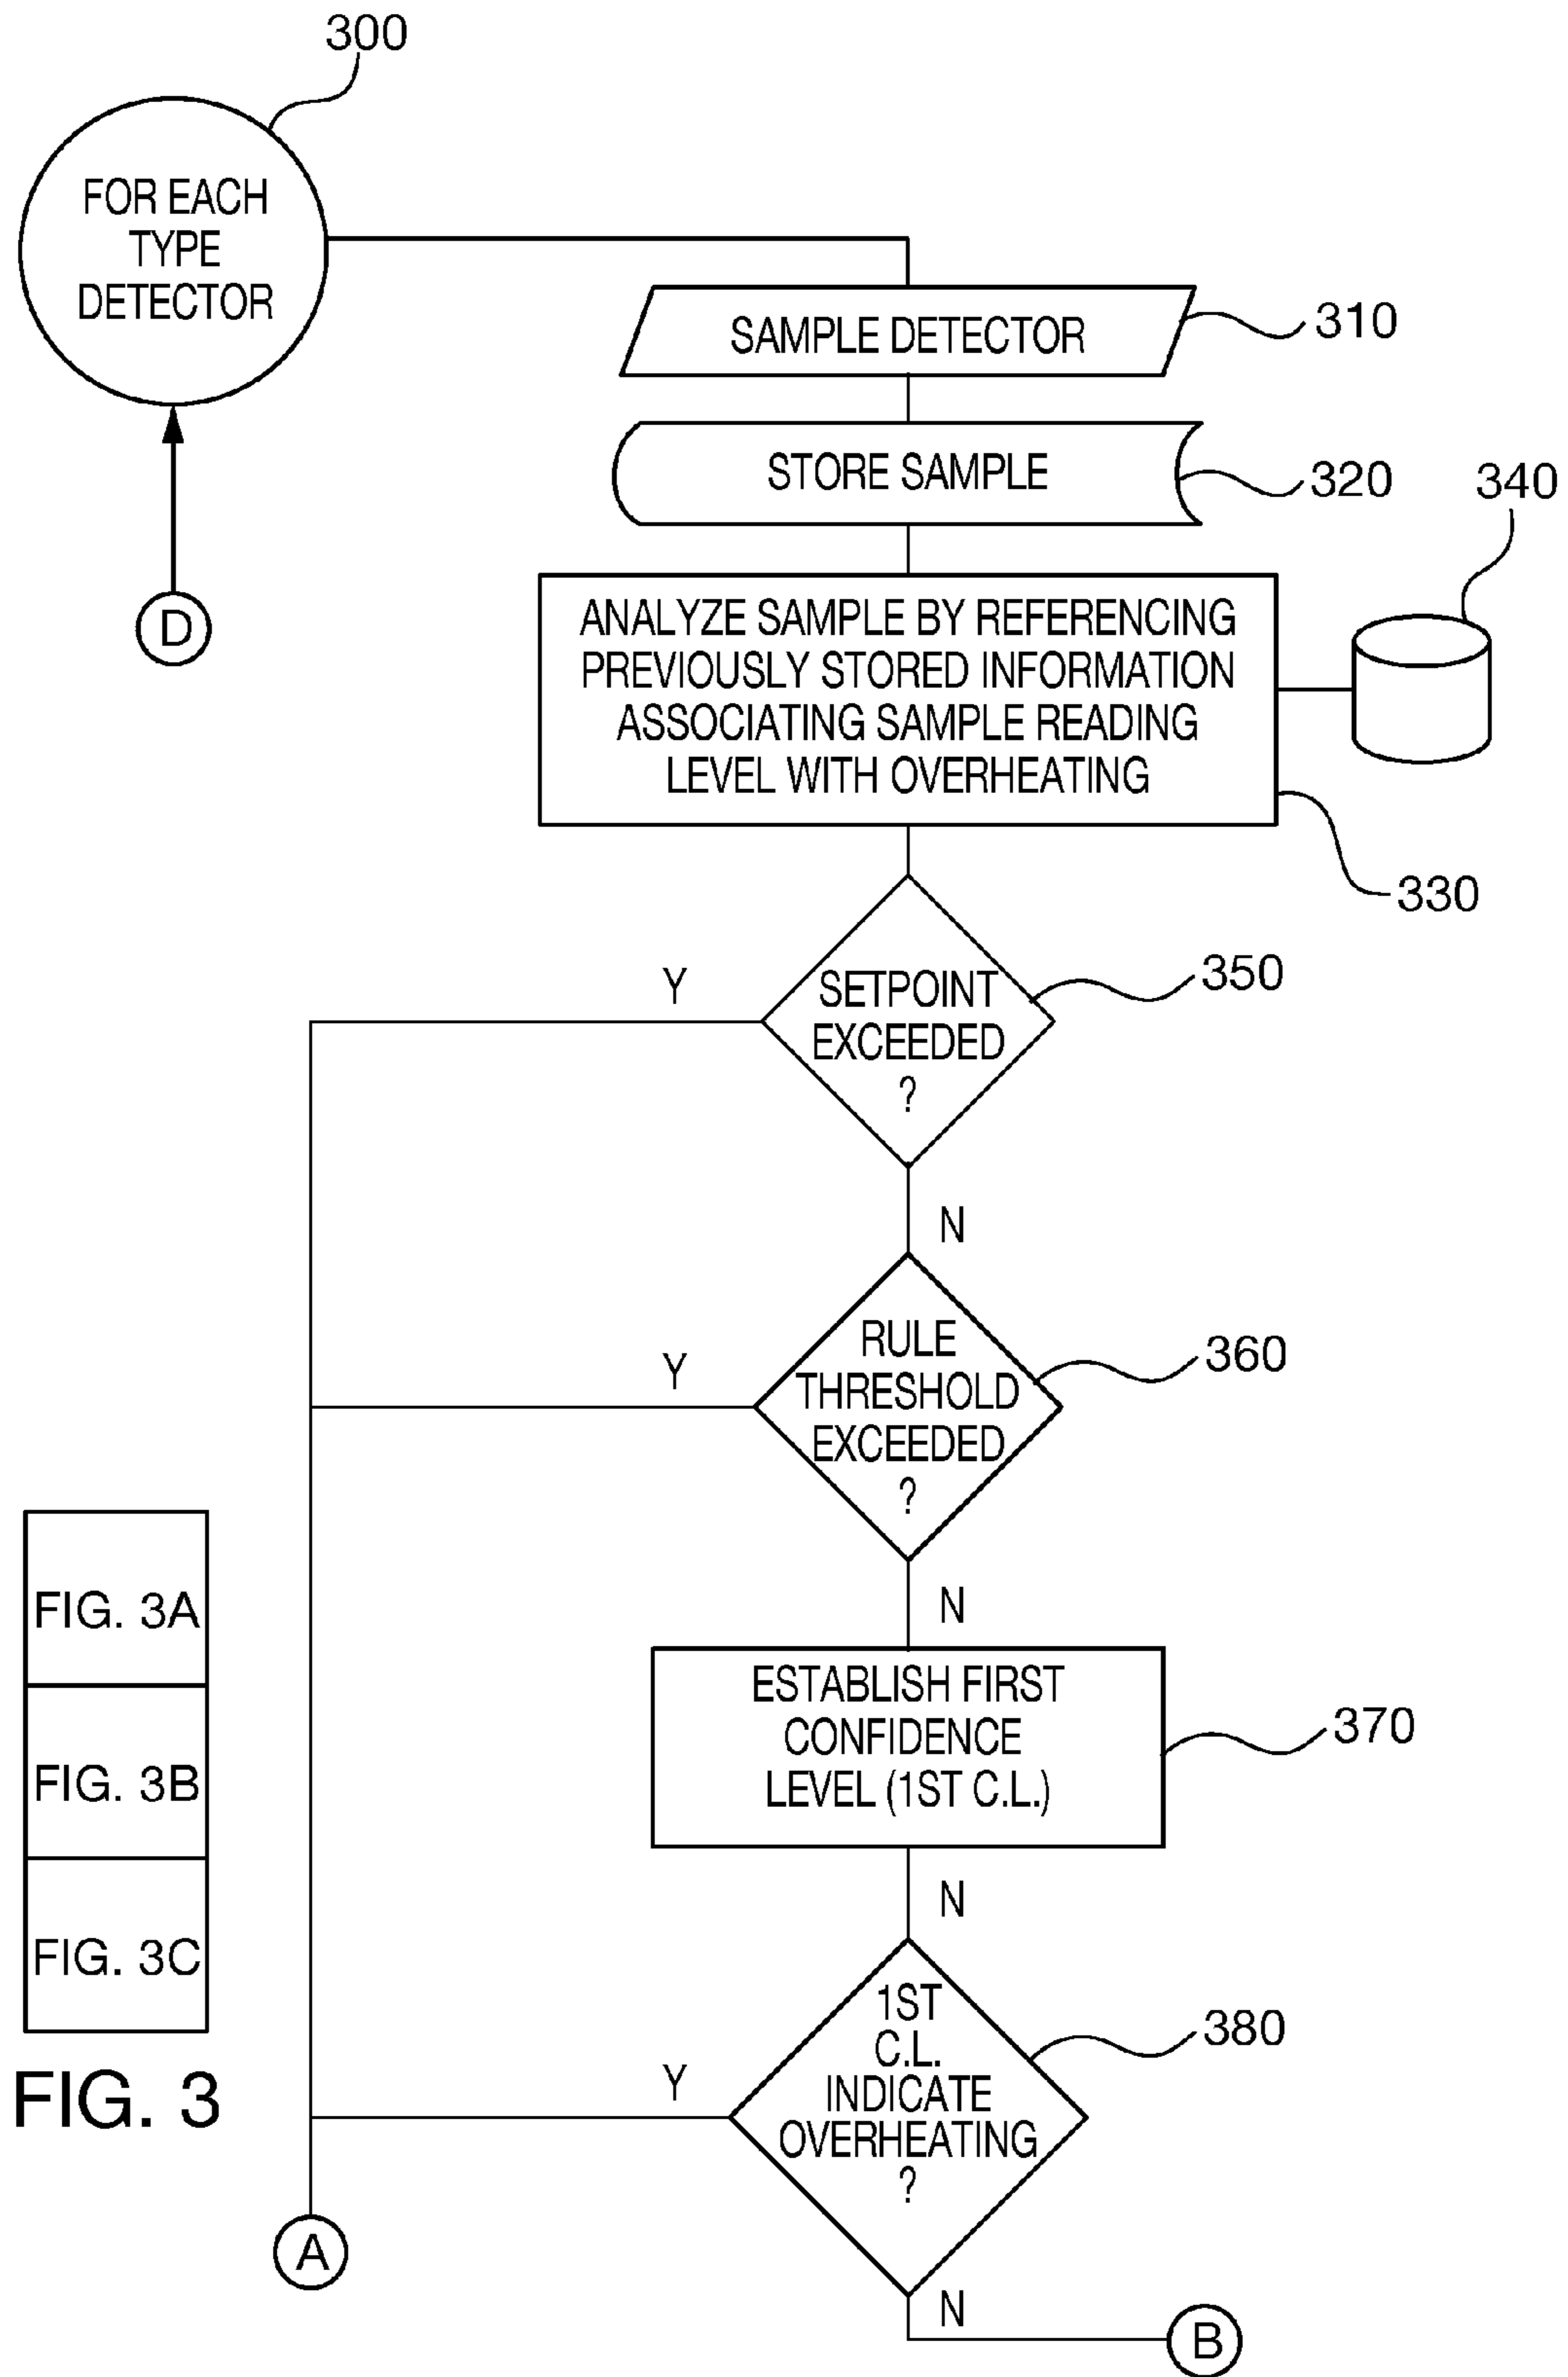 300
FOR EACH
TYPE
DETECTOR
SAMPLE DETECTOR
310
STORE SAMPLE
320
340
D
ANALYZE SAMPLE BY REFERENCING
PREVIOUSLY STORED INFORMATION
ASSOCIATING SAMPLE READING
LEVEL WITH OVERHEATING
330
Y
SETPOINT
EXCEEDED
?
350
N
Y
RULE
THRESHOLD
EXCEEDED
?
360
N
ESTABLISH FIRST
CONFIDENCE
LEVEL (1ST C.L.)
370
N
Y
1ST
C.L.
INDICATE
OVERHEATING
?
380
N
A
B
FIG. 3A
FIG. 3B
FIG. 3C
FIG. 3